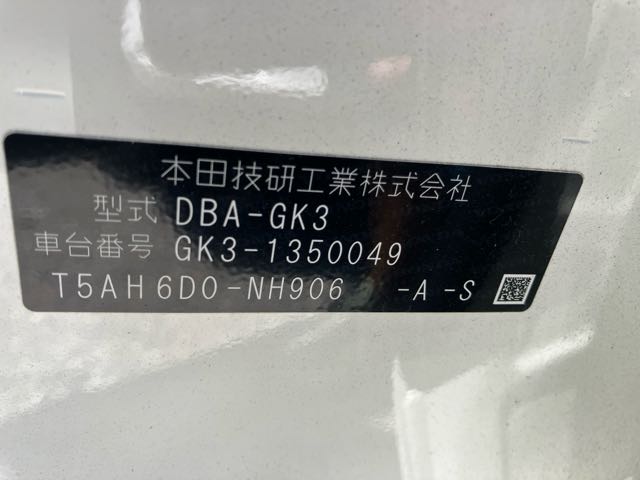 本田技研工業株式会社
型式 DBA-GK3
車台番号 GK3-1350049
T5AH6D0-NH906 -A -S